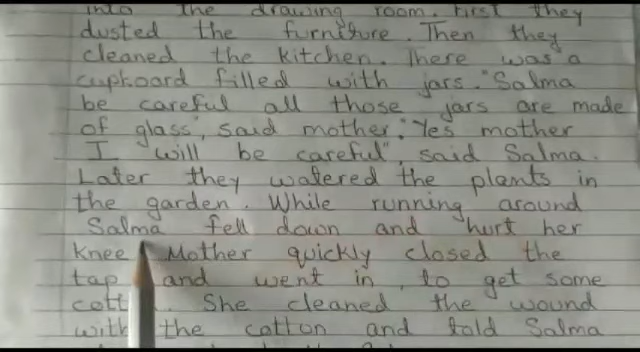 into the drawing room. First they
dusted the furniture. Then they
cleaned the kitchen. There was a
cupboard filled with jars. "Salma
be careful all those jars are made
of glass", said mother. "Yes mother
I will be careful", said Salma.
Later they watered the plants in
the garden. While running around
Salma fell down and hurt her
knee. Mother quickly closed the
tap and went in to get some
She cleaned the wound
with the cotton and told Salma